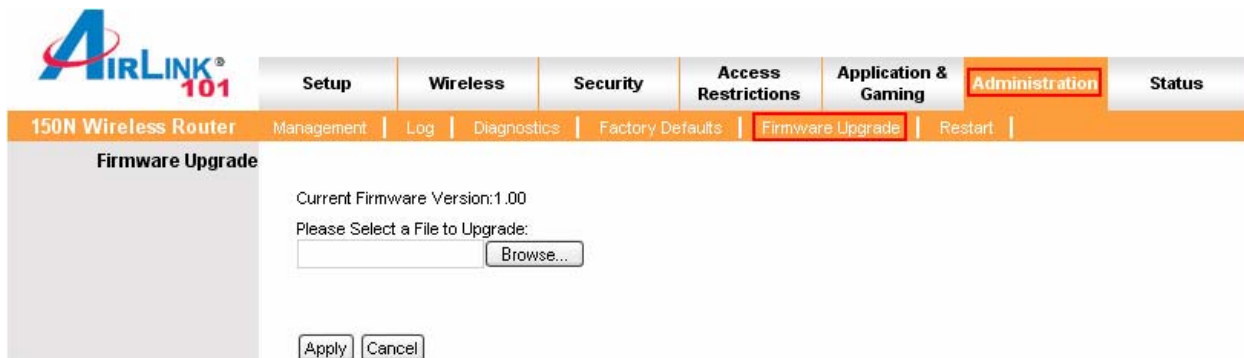 AIRLINK®
101
Setup
Wireless
Security
Access
Restrictions
Application &
Gaming
Administration
Status
150N Wireless Router
Management | Log | Diagnostics | Factory Defaults | Firmware Upgrade | Restart |
Firmware Upgrade
Current Firmware Version:1.00
Please Select a File to Upgrade:
Browse...
Apply Cancel